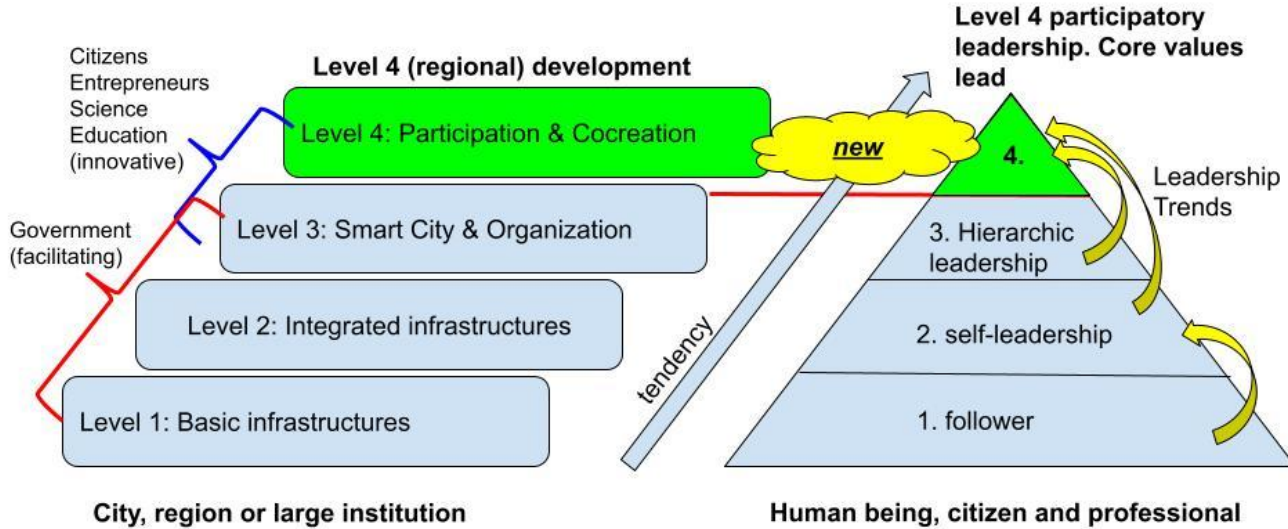 Citizens
Entrepreneurs
Science
Education
(innovative)
Government
(facilitating)
Level 4 (regional) development
Level 4: Participation & Cocreation
Level 3: Smart City & Organization
Level 2: Integrated infrastructures
Level 1: Basic infrastructures
City, region or large institution
new
tendency
Level 4 participatory
leadership. Core values
lead
4.
3. Hierarchic
leadership
2. self-leadership
1. follower
Leadership
Trends
Human being, citizen and professional